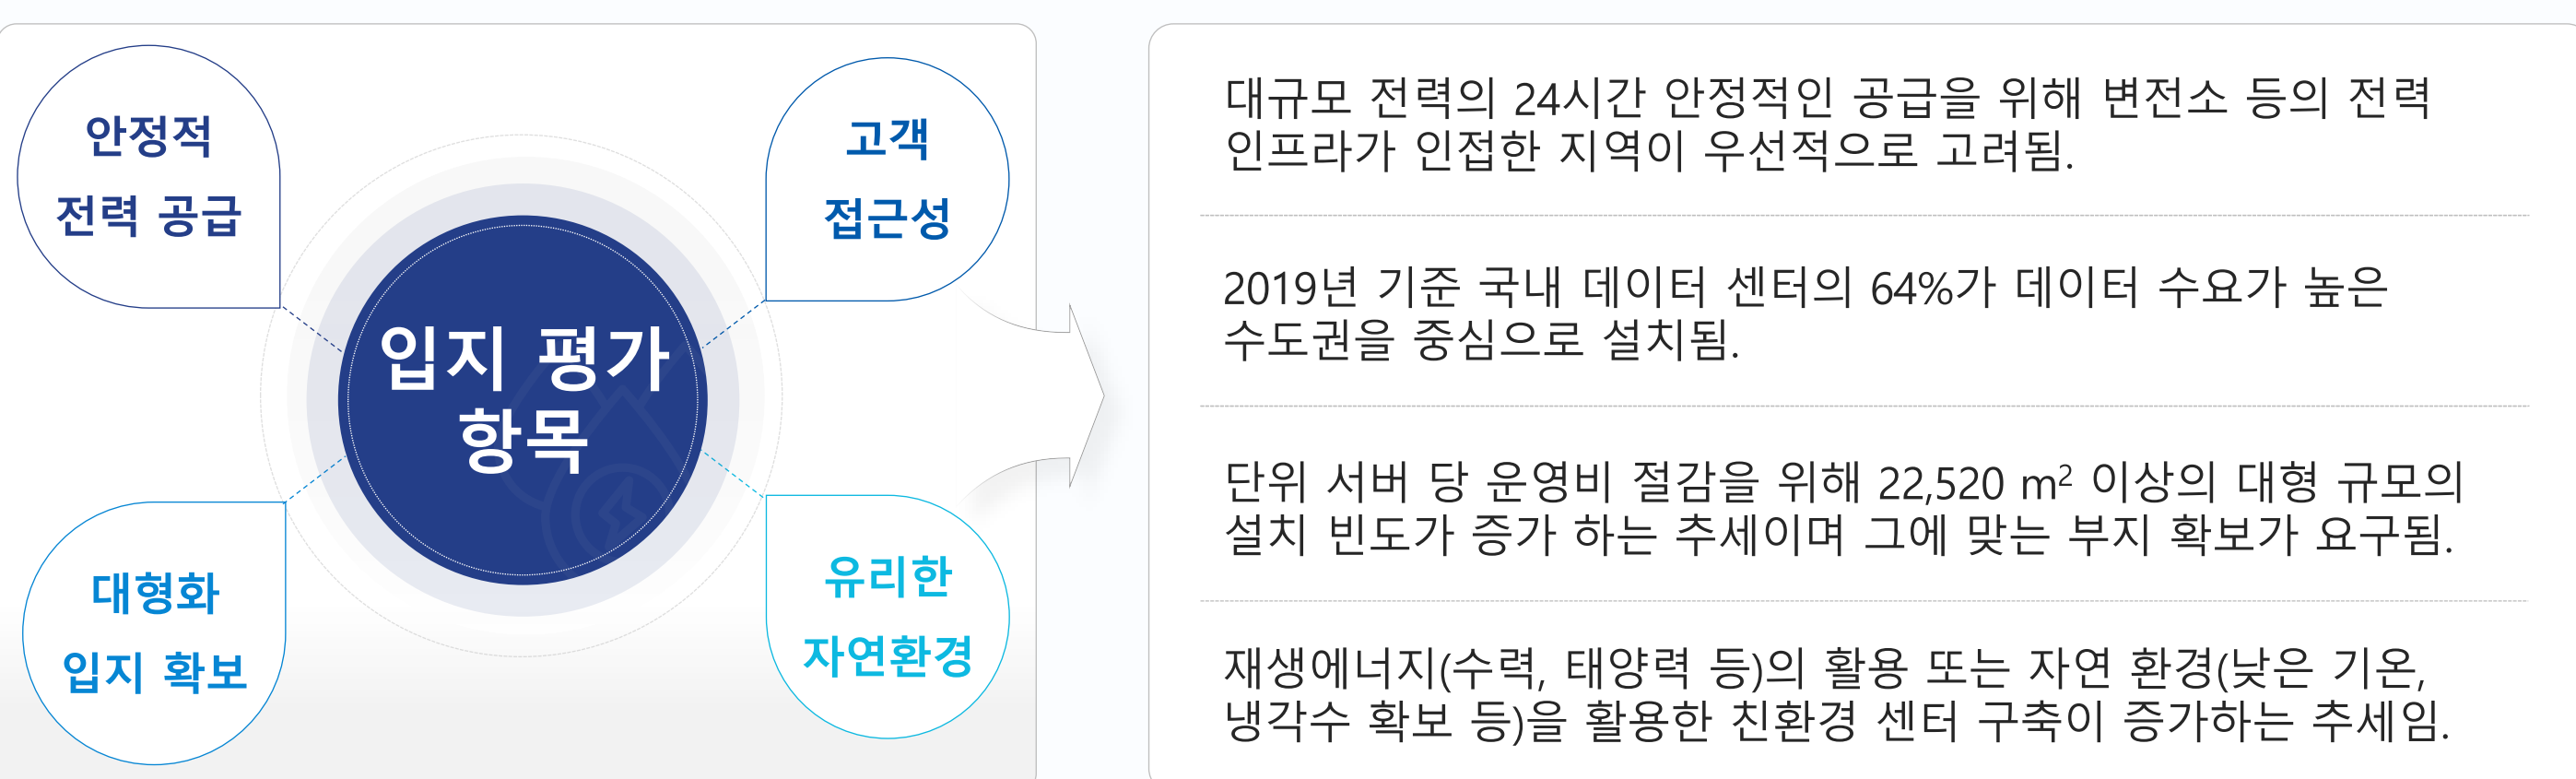 안정적
전력 공급
고객
접근성
입지 평가
항목
대형화
입지 확보
유리한
자연환경
대규모 전력의 24시간 안정적인 공급을 위해 변전소 등의 전력
인프라가 인접한 지역이 우선적으로 고려됨.
2019년 기준 국내 데이터 센터의 64%가 데이터 수요가 높은
수도권을 중심으로 설치됨.
단위 서버 당 운영비 절감을 위해 22,520 m² 이상의 대형 규모의
설치 빈도가 증가 하는 추세이며 그에 맞는 부지 확보가 요구됨.
재생에너지(수력, 태양력 등)의 활용 또는 자연 환경(낮은 기온,
냉각수 확보 등)을 활용한 친환경 센터 구축이 증가하는 추세임.